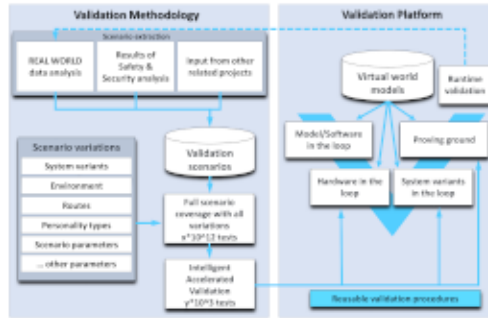 Validation Methodology
Scenario extraction
REAL WORLD
data analysis
Results of
Safety &
Security analysis
Input from other
related projects
Scenario variations
System variants
Environment
Routes
Personality types
Scenario parameters
... other parameters
Validation
scenarios
Full scenario
coverage with all
variations
x*10^12 tests
Intelligent
Accelerated
Validation
y*10^3 tests
Validation Platform
Virtual world
models
Runtime
validation
Model/Software
in the loop
Proving ground
Hardware in the
loop
System variants
in the loop
Reusable validation procedures